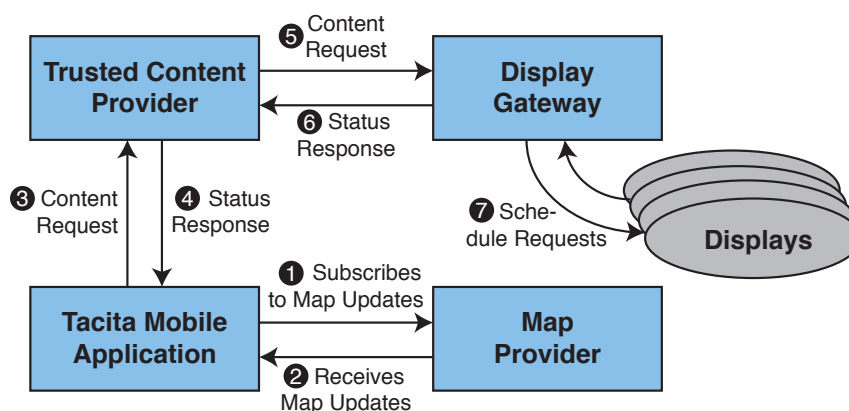 ❺ Content
Request
Trusted Content
Provider
Display
Gateway
❻ Status
Response
❸ Content
Request
❹ Status
Response
❼ Sche-
dule Requests
Displays
❶ Subscribes
to Map Updates
Tacita Mobile
Application
Map
Provider
❷ Receives
Map Updates